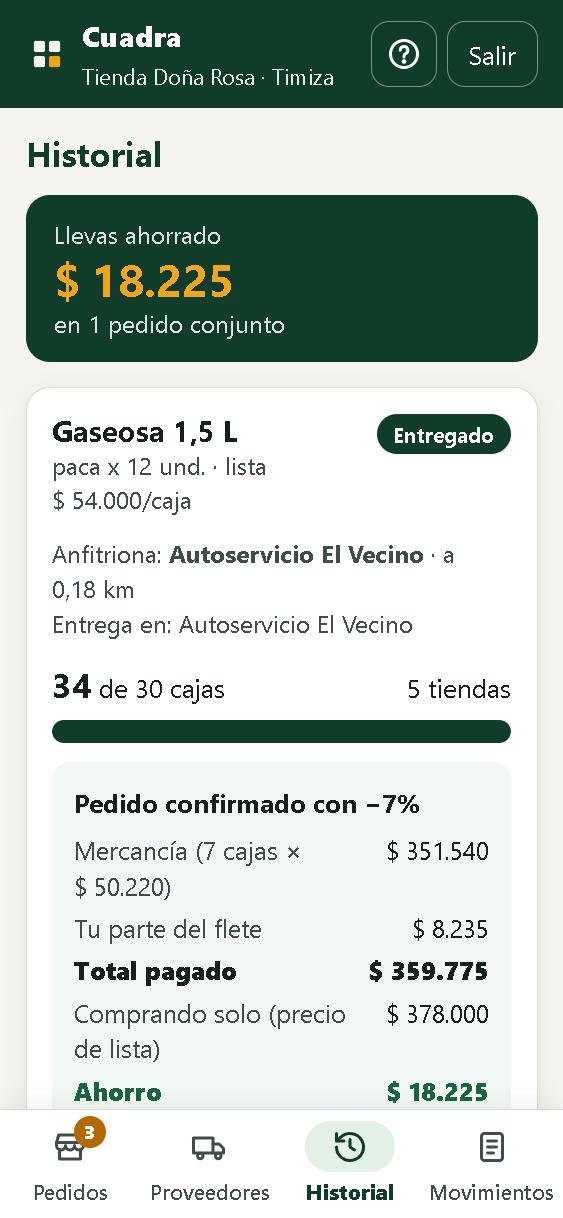 Cuadra
Tienda Doña Rosa · Timiza
Salir
Historial
Llevas ahorrado
$ 18.225
en 1 pedido conjunto
Gaseosa 1,5 L
Entregado
paca x 12 und. · lista
$ 54.000/caja
Anfitriona: Autoservicio El Vecino · a
0,18 km
Entrega en: Autoservicio El Vecino
34 de 30 cajas
5 tiendas
Pedido confirmado con −7%
Mercancía (7 cajas × $ 351.540
$ 50.220)
Tu parte del flete $ 8.235
Total pagado $ 359.775
Comprando solo (precio $ 378.000
de lista)
Ahorro $ 18.225
3
Pedidos
Proveedores
Historial
Movimientos